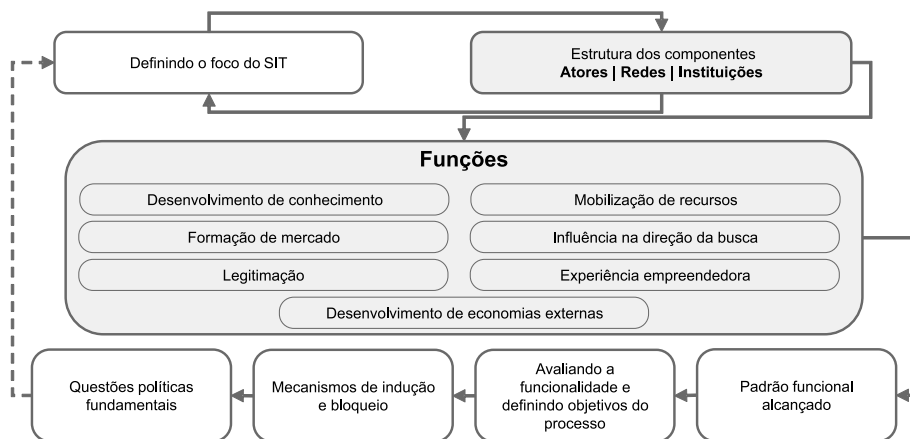 Definindo o foco do SIT
Estrutura dos componentes
Atores | Redes | Instituições
Funções
Desenvolvimento de conhecimento
Mobilização de recursos
Formação de mercado
Influência na direção da busca
Legitimação
Experiência empreendedora
Desenvolvimento de economias externas
Questões políticas
fundamentais
Mecanismos de indução
e bloqueio
Avaliando a
funcionalidade e
definindo objetivos do
processo
Padrão funcional
alcançado